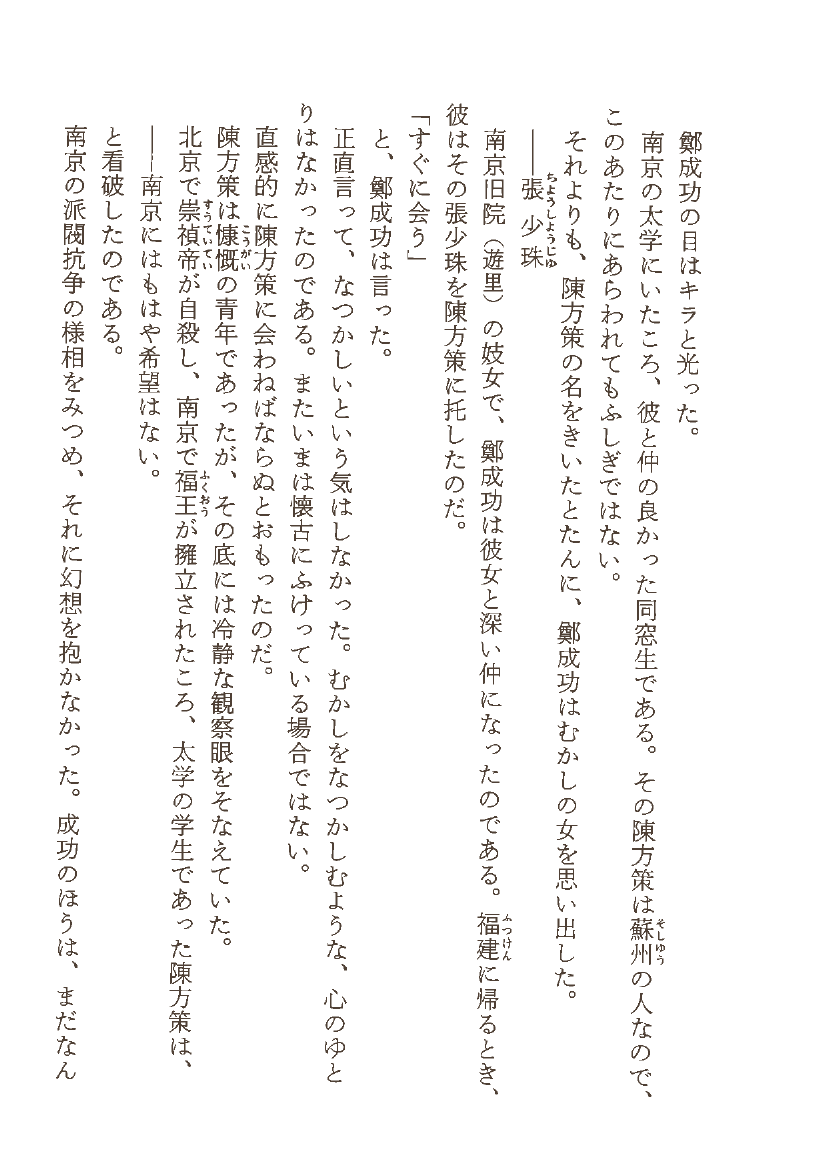 鄭成功の目はキラと光った。
南京の太学にいたころ、彼と仲の良かった同窓生である。その陳方策は蘇州の人なので、
このあたりにあらわれてもふしぎではない。
それよりも、陳方策の名をきいたとたんに、鄭成功はむかしの女を思い出した。
――張少珠
南京旧院（遊里）の妓女で、鄭成功は彼女と深い仲になったのである。福建に帰るとき、
彼はその張少珠を陳方策に托したのだ。
「すぐに会う」
と、鄭成功は言った。
正直言って、なつかしいという気はしなかった。むかしをなつかしむような、心のゆと
りはなかったのである。またいまは懐古にふけっている場合ではない。
直感的に陳方策に会わねばならぬとおもったのだ。
陳方策は慷慨の青年であったが、その底には冷静な観察眼をそなえていた。
北京で崇禎帝が自殺し、南京で福王が擁立されたころ、太学の学生であった陳方策は、
――南京にはもはや希望はない。
と看破したのである。
南京の派閥抗争の様相をみつめ、それに幻想を抱かなかった。成功のほうは、まだなん